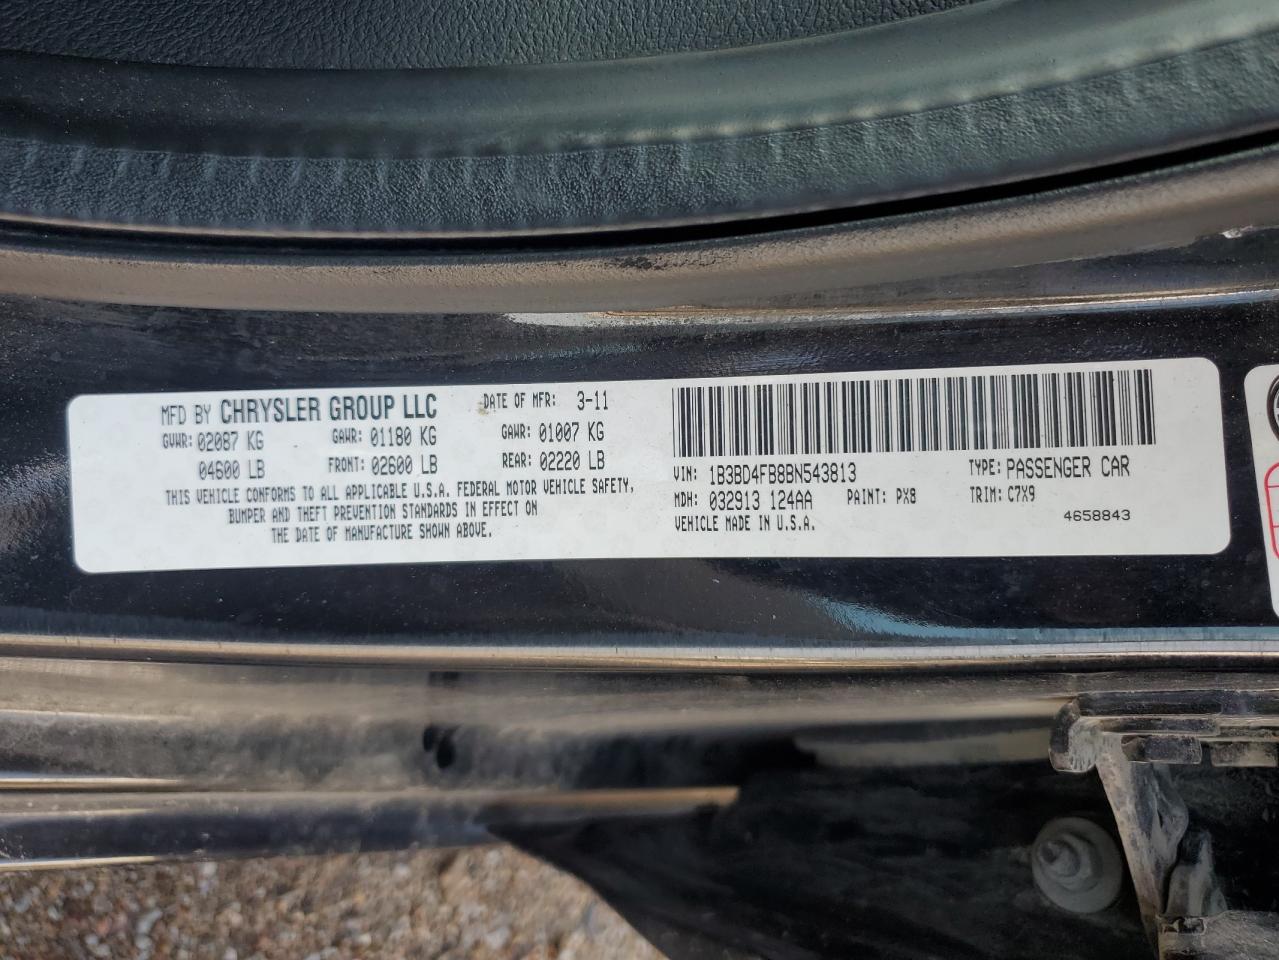 MFD BY CHRYSLER GROUP LLC DATE OF MFR: 3-11
GVWR: 02087 KG GAWR: 01180 KG GAWR: 01007 KG
04600 LB FRONT: 02600 LB REAR: 02220 LB
THIS VEHICLE CONFORMS TO ALL APPLICABLE U.S.A. FEDERAL MOTOR VEHICLE SAFETY,
BUMPER AND THEFT PREVENTION STANDARDS IN EFFECT ON
THE DATE OF MANUFACTURE SHOWN ABOVE.
VIN: 1B3BD4FB8BN543813 TYPE: PASSENGER CAR
MDH: 032913 124AA PAINT: PX8 TRIM: C7X9
VEHICLE MADE IN U.S.A. 4658843